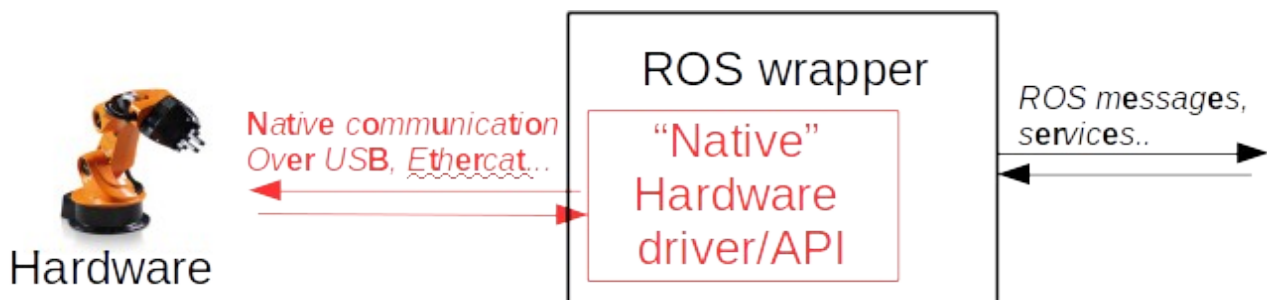 Hardware
Native communication
Over USB, Ethercat...
ROS wrapper
“Native”
Hardware
driver/API
ROS messages,
services..